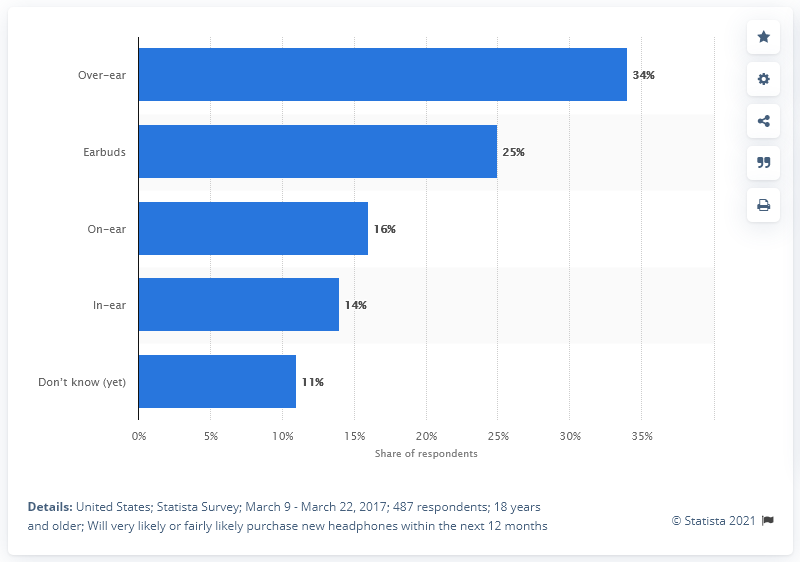 Over-ear
34%
Earbuds
25%
On-ear
16%
In-ear
14%
Don't know (yet)
11%
0% 5% 10% 15% 20% 25% 30% 35%
Share of respondents
Details: United States; Statista Survey; March 9 - March 22, 2017; 487 respondents; 18 years
and older; Will very likely or fairly likely purchase new headphones within the next 12 months
© Statista 2021